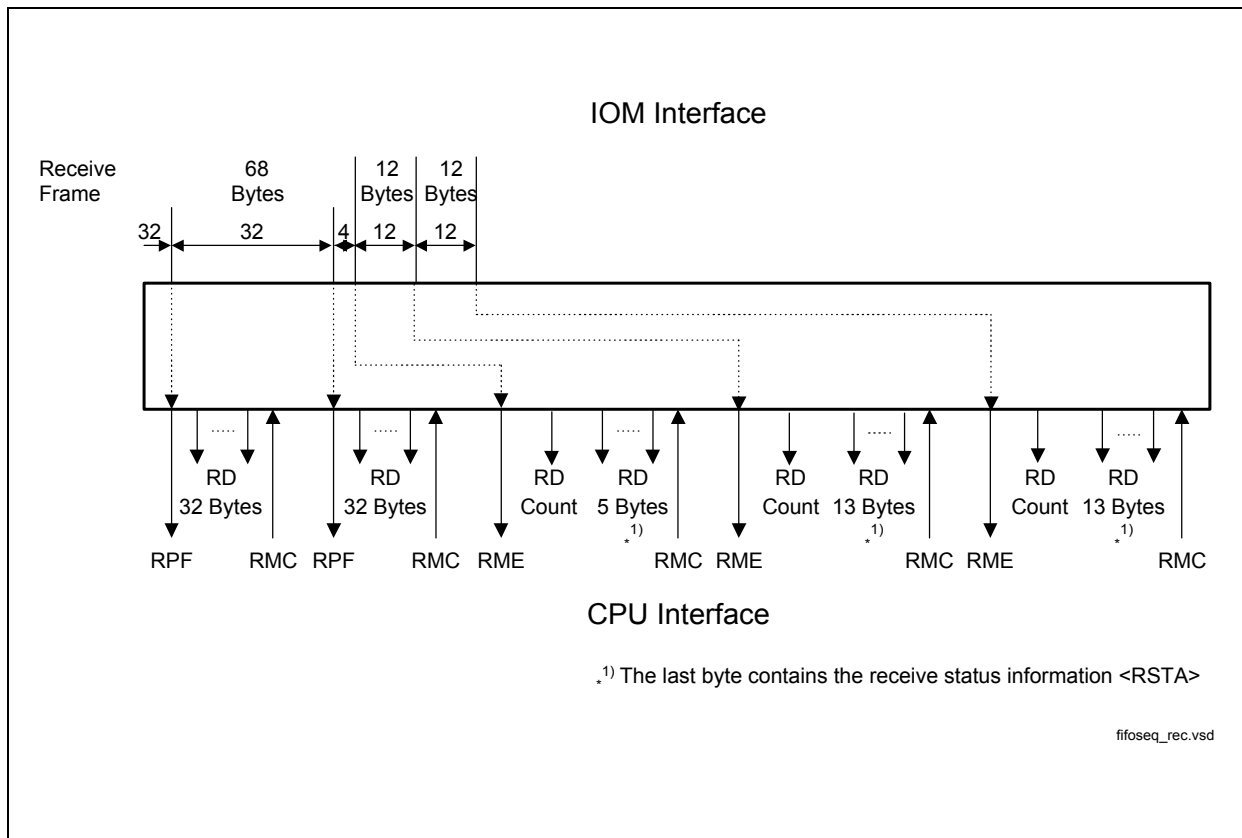 IOM Interface
Receive
Frame
68
Bytes
12
Bytes
12
Bytes
32
32
4
12
12
RD
32 Bytes
RD
32 Bytes
RD
Count
RD
5 Bytes
*1)
RD
Count
RD
13 Bytes
*1)
RD
Count
RD
13 Bytes
*1)
RPF
RMC
RPF
RMC
RME
RMC
RME
RMC
RME
RMC
CPU Interface
*1) The last byte contains the receive status information <RSTA>
fifoseq_rec.vsd